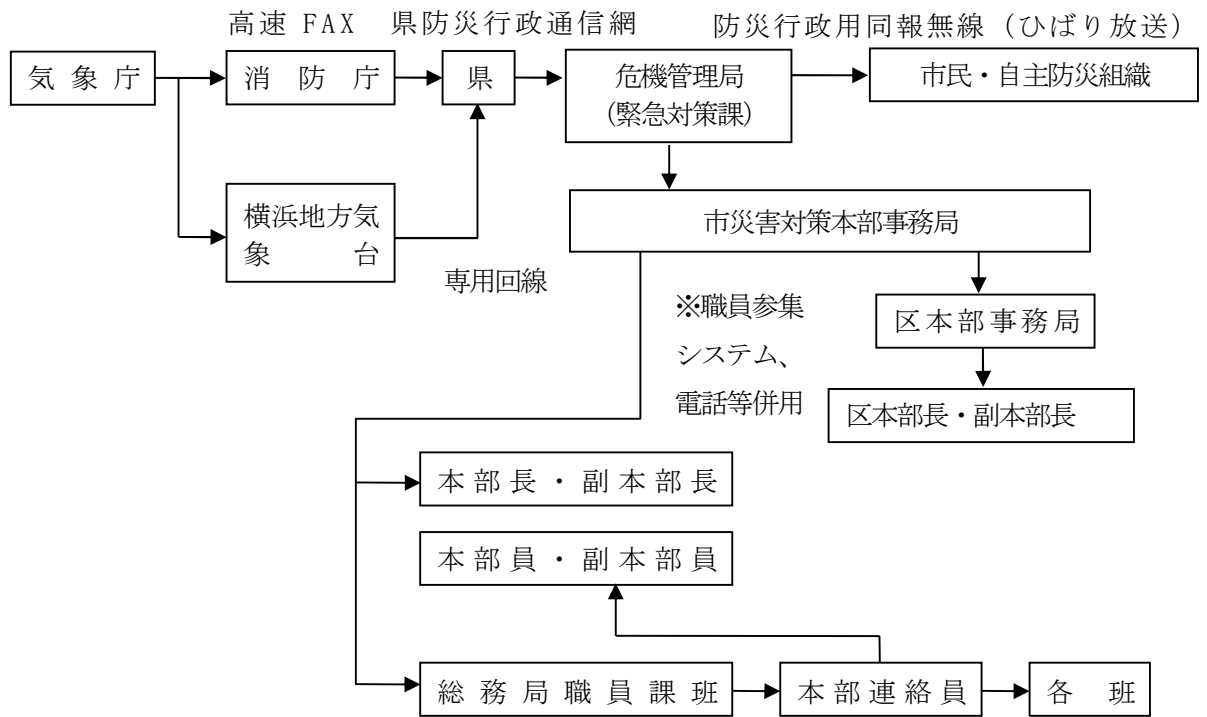 高速 FAX　県防災行政通信網　防災行政用同報無線（ひばり放送）
気象庁
消防庁
県
危機管理局
（緊急対策課）
市民・自主防災組織
横浜地方気
象台
専用回線
市災害対策本部事務局
※職員参集
システム、
電話等併用
区本部事務局
区本部長・副本部長
本部長・副本部長
本部員・副本部員
総務局職員課班
本部連絡員
各班